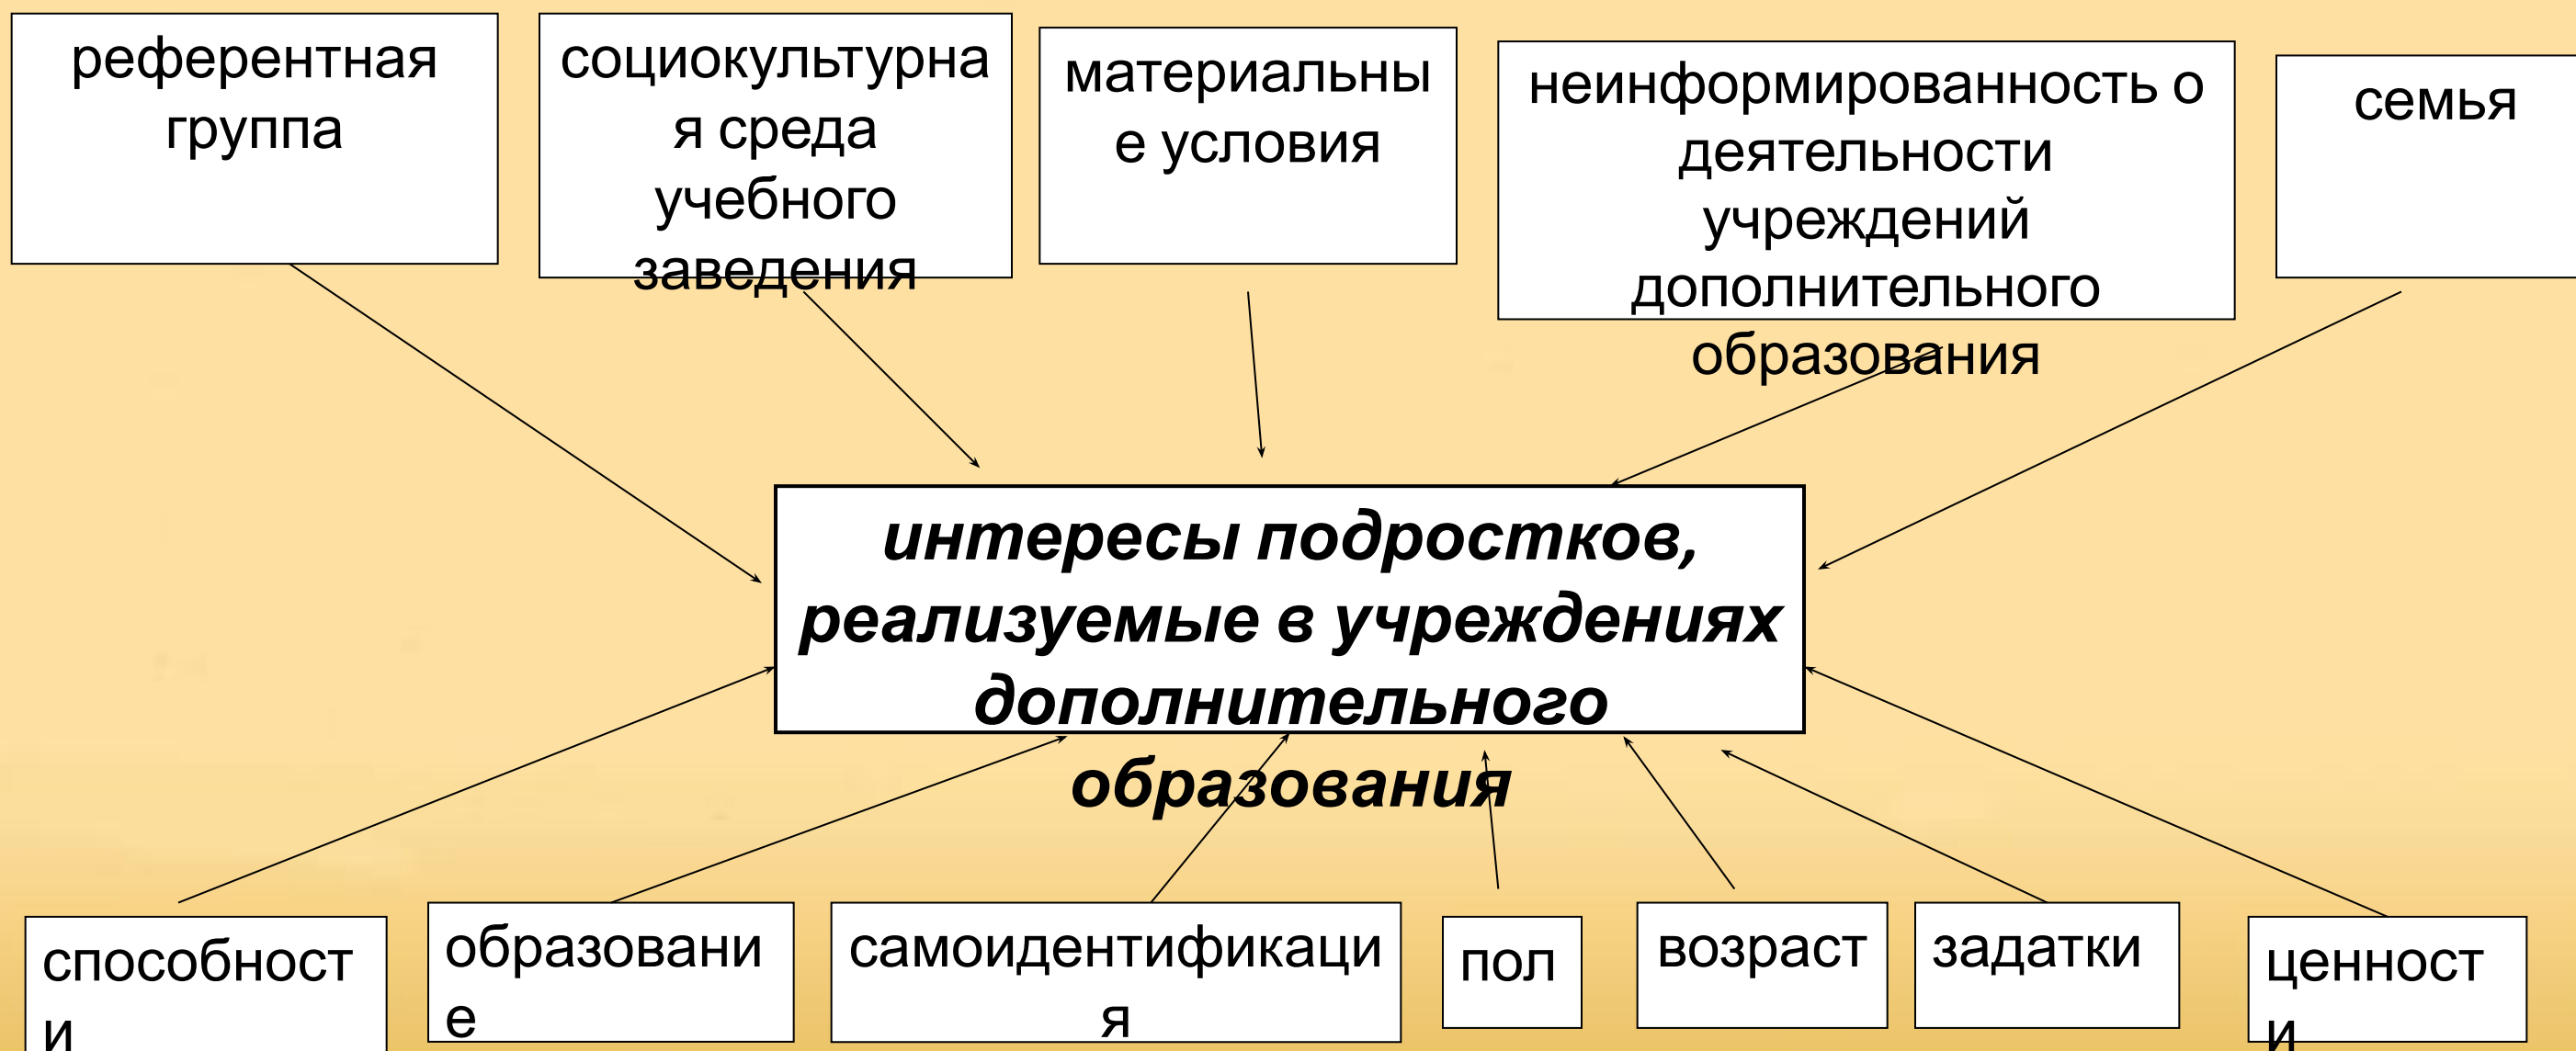 референтная
группа
социокультурна
я среда
учебного
заведения
материальны
е условия
неинформированность о
деятельности
учреждений
дополнительного
образования
семья
интересы подростков,
реализуемые в учреждениях
дополнительного
образования
способност
и
образовани
е
самоидентификаци
я
пол
возраст
задатки
ценност
и